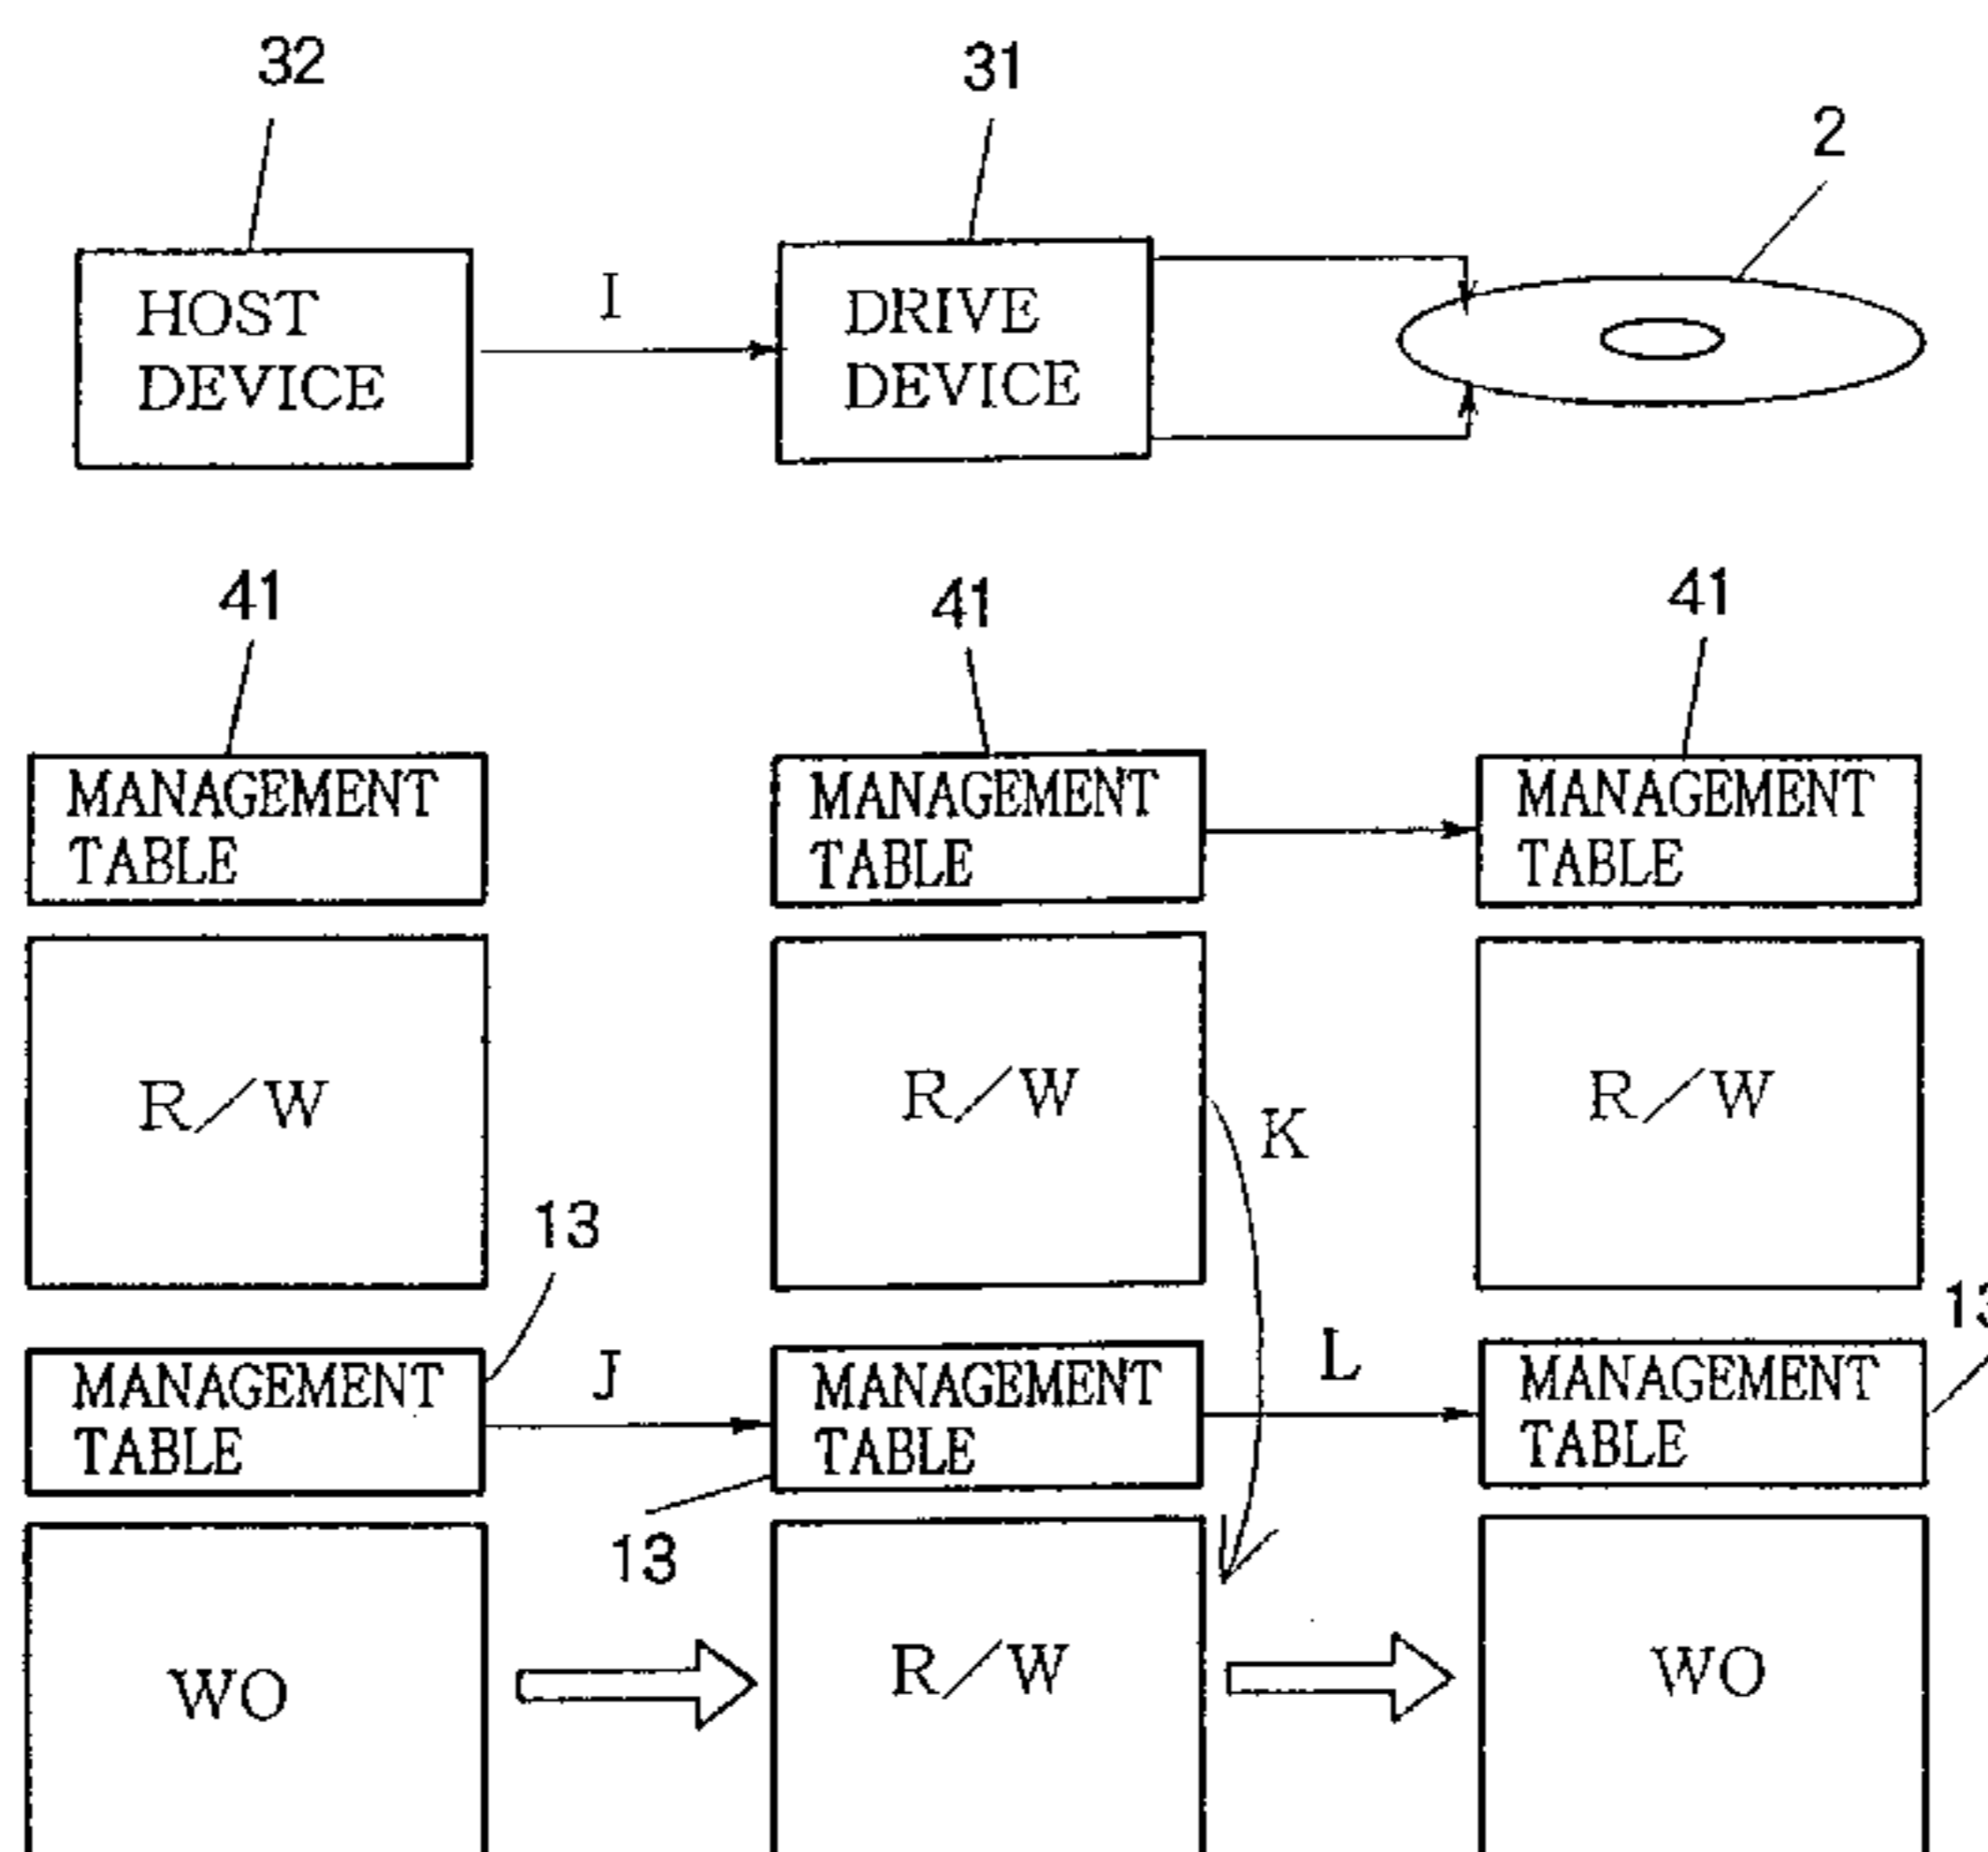 32
31
2
HOST
DEVICE
I
DRIVE
DEVICE
41
41
41
MANAGEMENT
TABLE
MANAGEMENT
TABLE
MANAGEMENT
TABLE
R/W
R/W
K
R/W
13
13
MANAGEMENT
TABLE
J
MANAGEMENT
TABLE
L
MANAGEMENT
TABLE
13
WO
R/W
WO